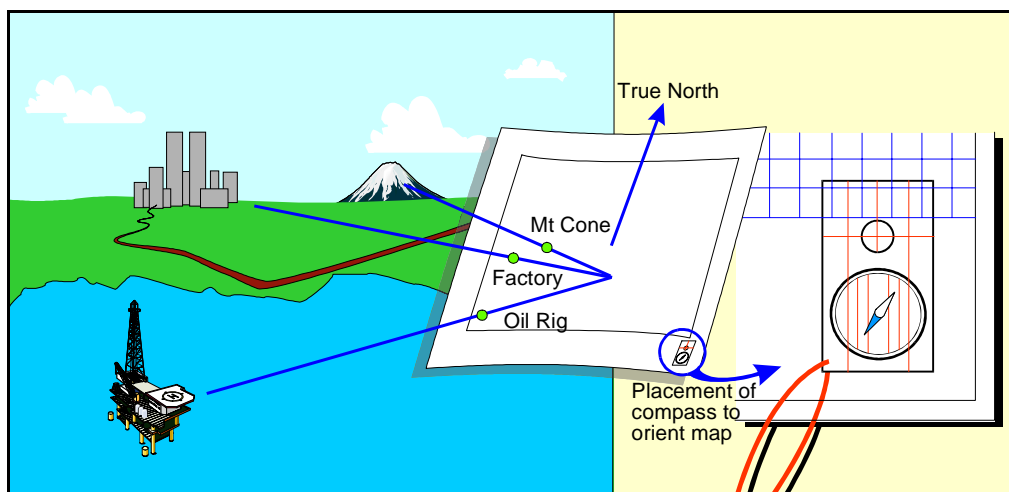 True North
Mt Cone
Factory
Oil Rig
Placement of
compass to
orient map
H